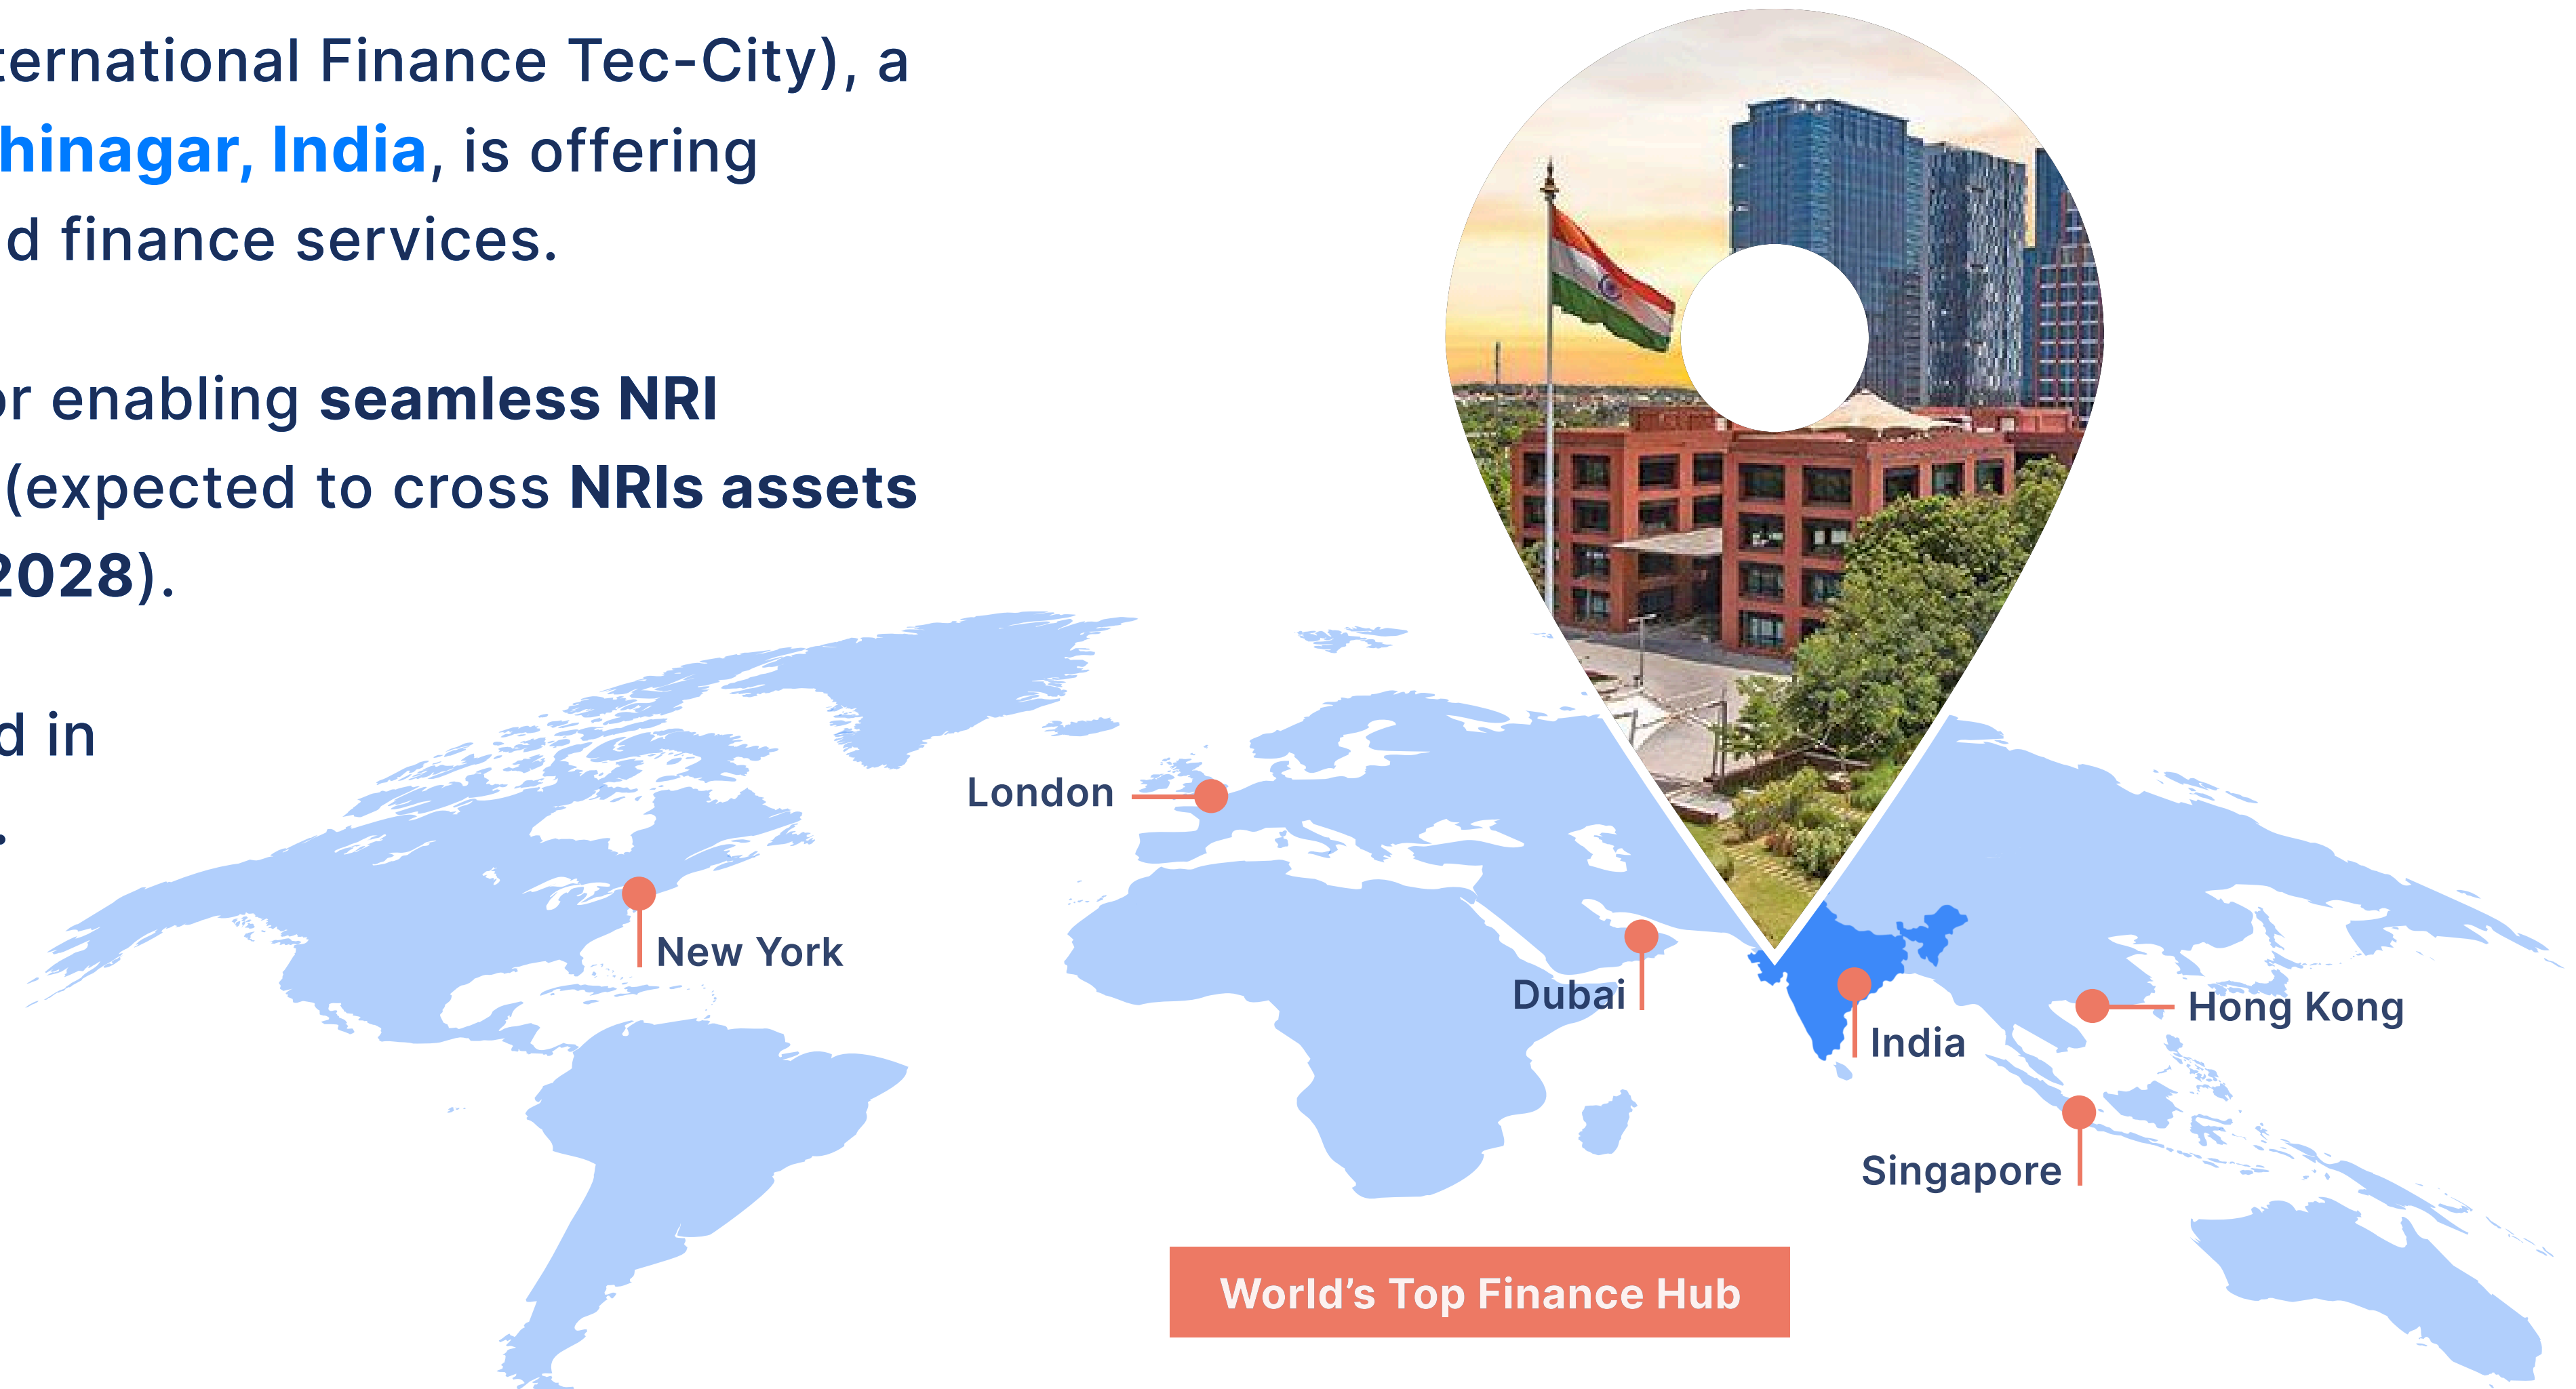 ternational Finance Tec-City), a
hinagar, India, is offering
d finance services.
or enabling seamless NRI
(expected to cross NRIs assets
2028).
d in
.
London
New York
Dubai
India
Hong Kong
Singapore
World’s Top Finance Hub